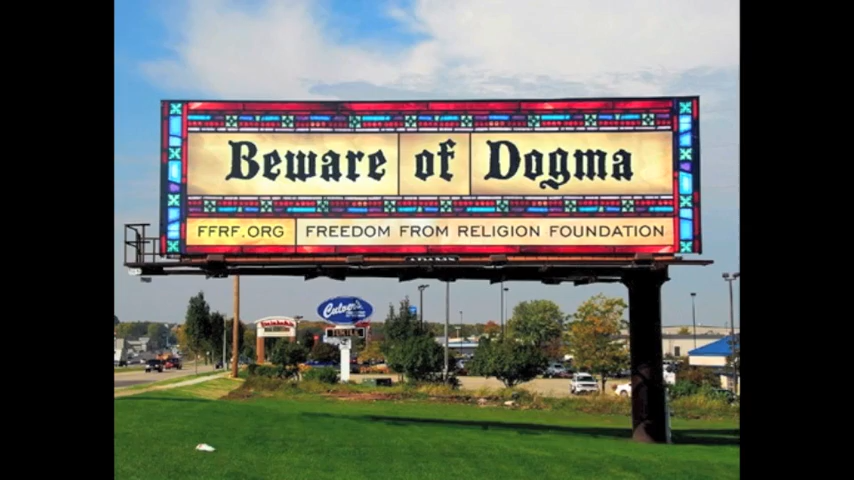 Beware of Dogma
FFRF.ORG FREEDOM FROM RELIGION FOUNDATION
Culver's